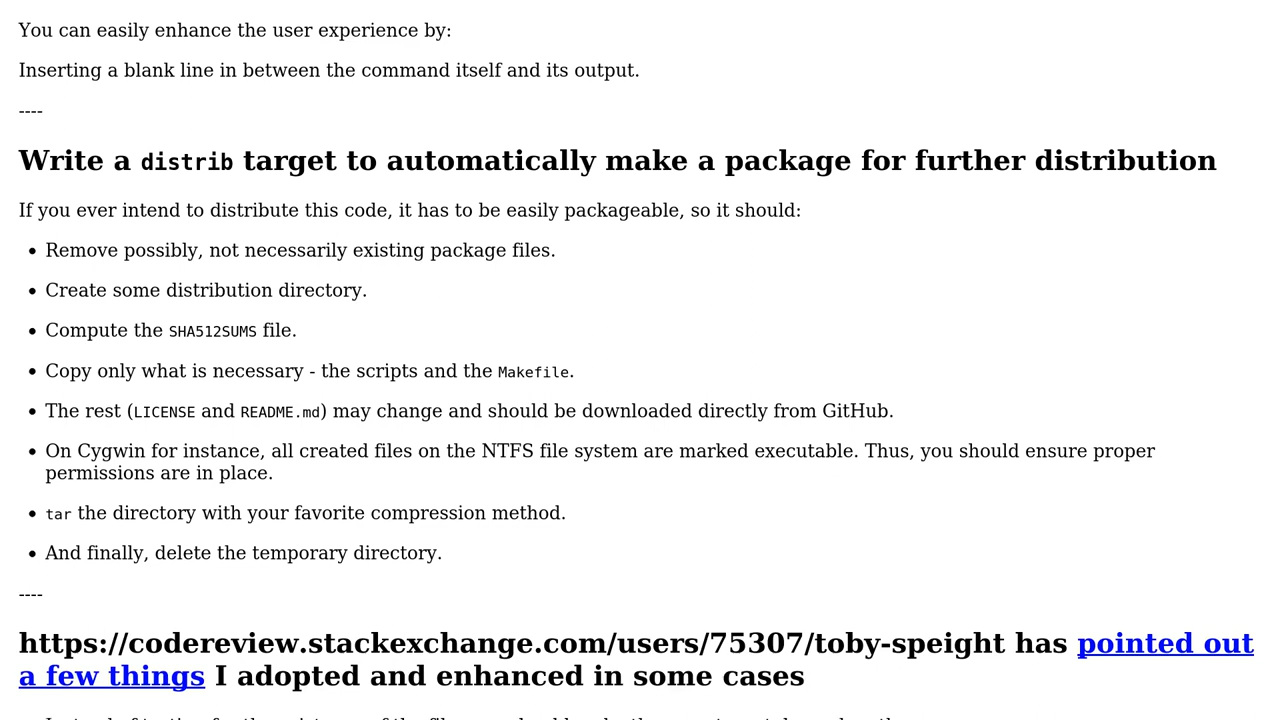 You can easily enhance the user experience by:
Inserting a blank line in between the command itself and its output.
----
Write a distrib target to automatically make a package for further distribution
If you ever intend to distribute this code, it has to be easily packageable, so it should:
• Remove possibly, not necessarily existing package files.
• Create some distribution directory.
• Compute the SHA512SUMS file.
• Copy only what is necessary - the scripts and the Makefile.
• The rest (LICENSE and README.md) may change and should be downloaded directly from GitHub.
• On Cygwin for instance, all created files on the NTFS file system are marked executable. Thus, you should ensure proper
permissions are in place.
• tar the directory with your favorite compression method.
• And finally, delete the temporary directory.
----
https://codereview.stackexchange.com/users/75307/toby-speight has pointed out
a few things I adopted and enhanced in some cases